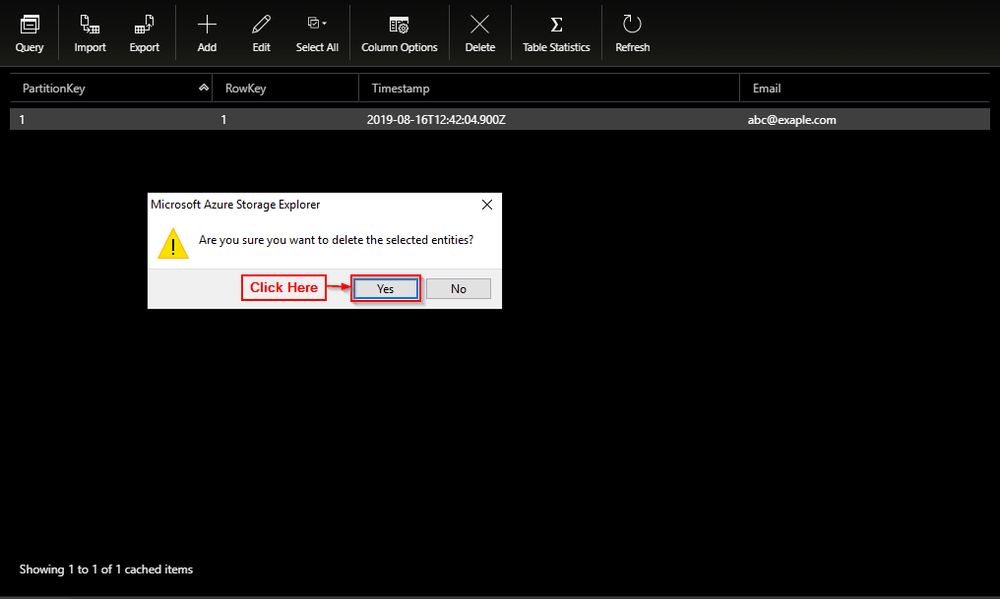 Query Import Export Add Edit Select All Column Options Delete Table Statistics Refresh
PartitionKey RowKey Timestamp Email
1 1 2019-08-16T12:42:04.900Z abc@exaple.com
Microsoft Azure Storage Explorer
Are you sure you want to delete the selected entities?
Click Here Yes No
Showing 1 to 1 of 1 cached items